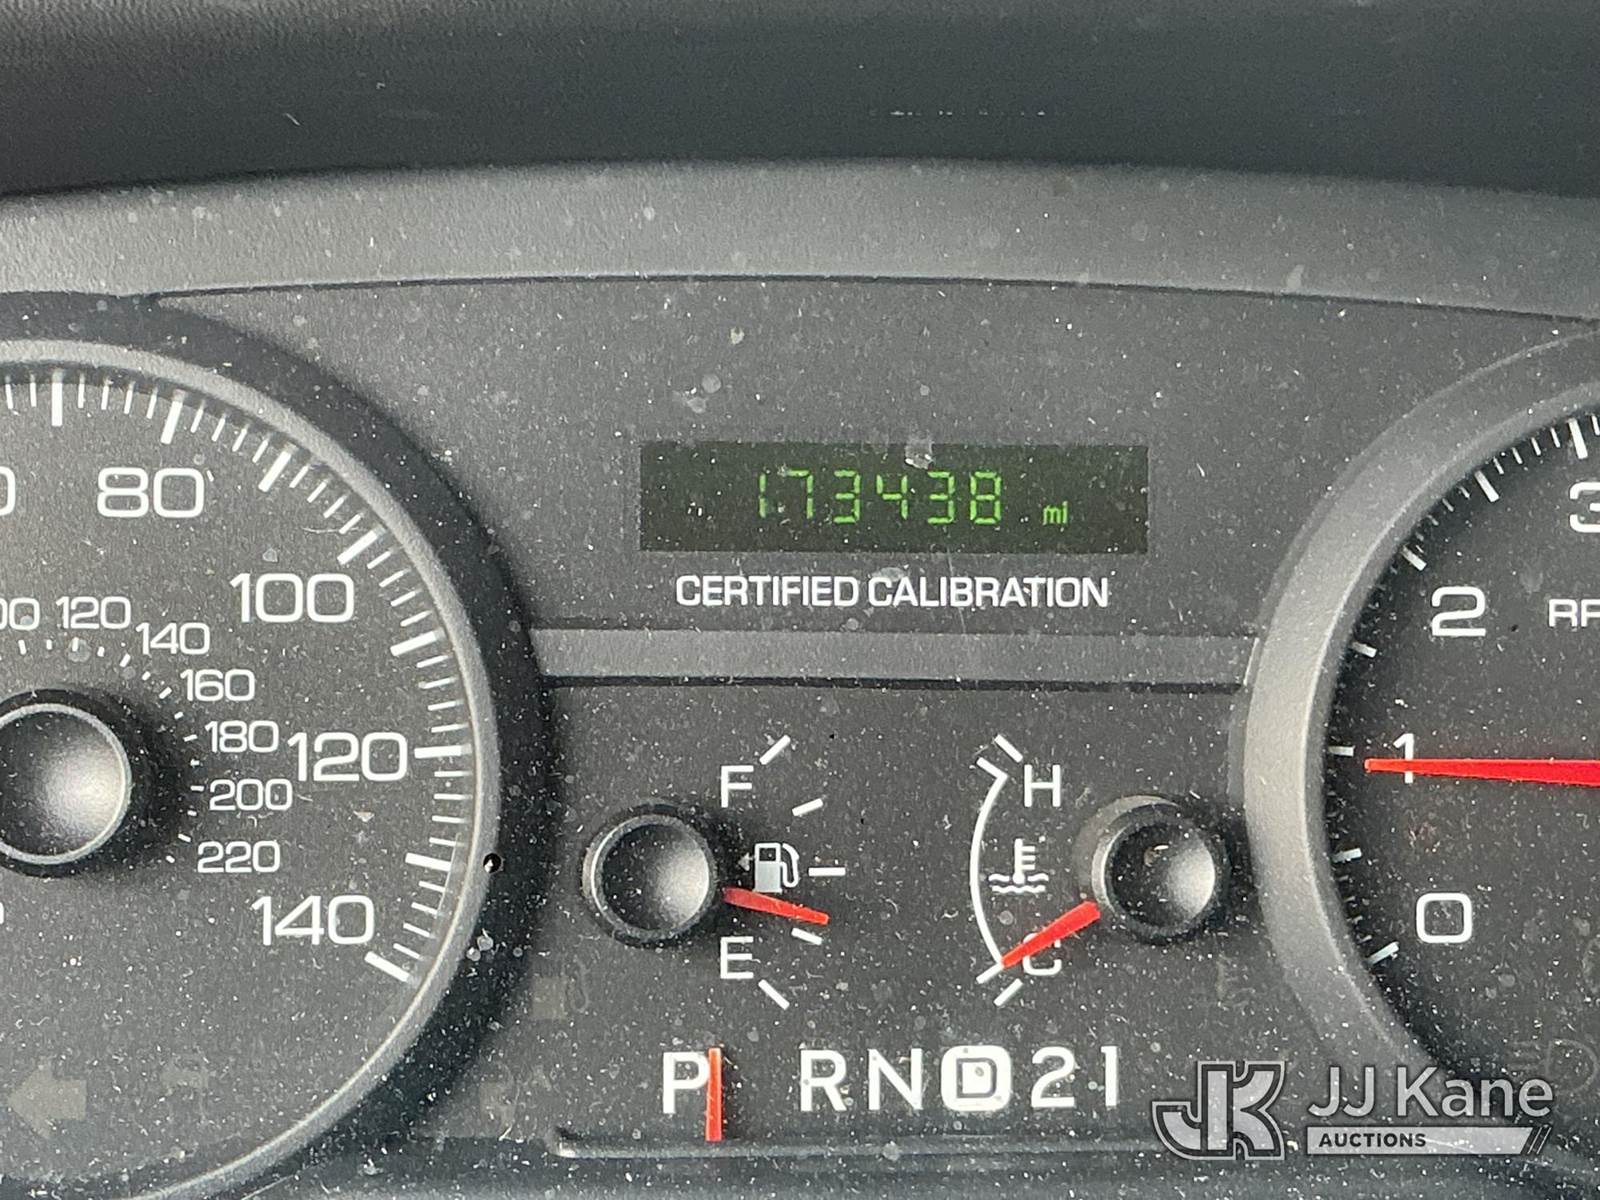 173438 mi
CERTIFIED CALIBRATION
80
100
120
140
120
140
160
180
200
220
F
E
H
C
3
2
1
0
P R N D 2 1
JJ Kane
AUCTIONS